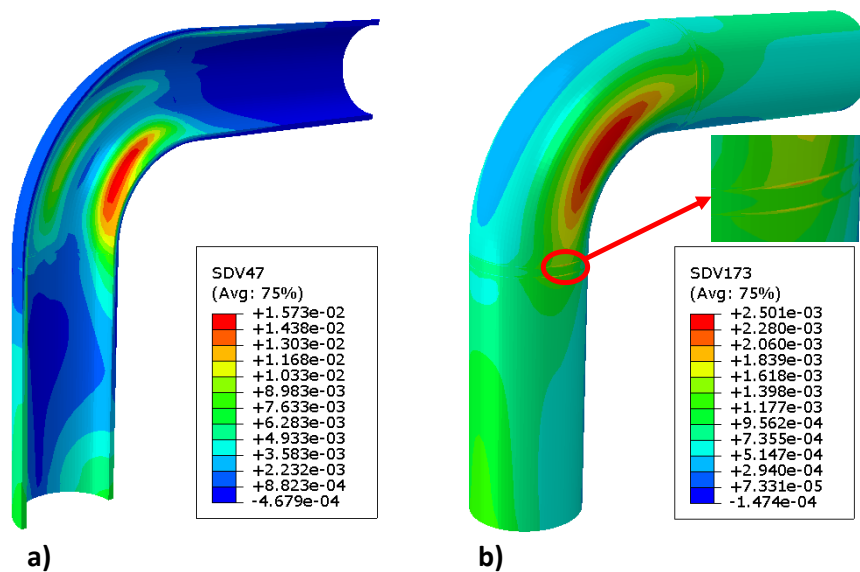 SDV47
(Avg: 75%)
+1.573e-02
+1.438e-02
+1.303e-02
+1.168e-02
+1.033e-02
+8.983e-03
+7.633e-03
+6.283e-03
+4.933e-03
+3.583e-03
+2.232e-03
+8.823e-04
-4.679e-04
a)
SDV173
(Avg: 75%)
+2.501e-03
+2.280e-03
+2.060e-03
+1.839e-03
+1.618e-03
+1.398e-03
+1.177e-03
+9.562e-04
+7.355e-04
+5.147e-04
+2.940e-04
+7.331e-05
-1.474e-04
b)